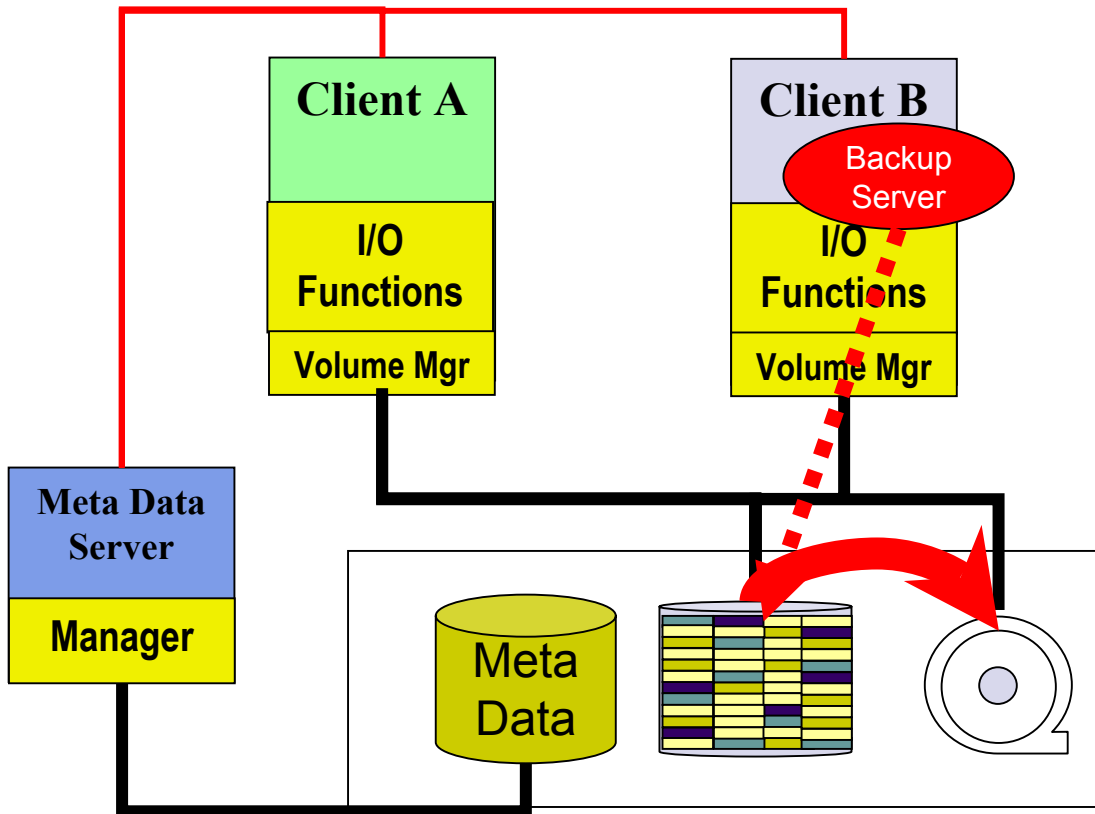 Client A
I/O
Functions
Volume Mgr
Client B
Backup
Server
I/O
Functions
Volume Mgr
Meta Data
Server
Manager
Meta
Data